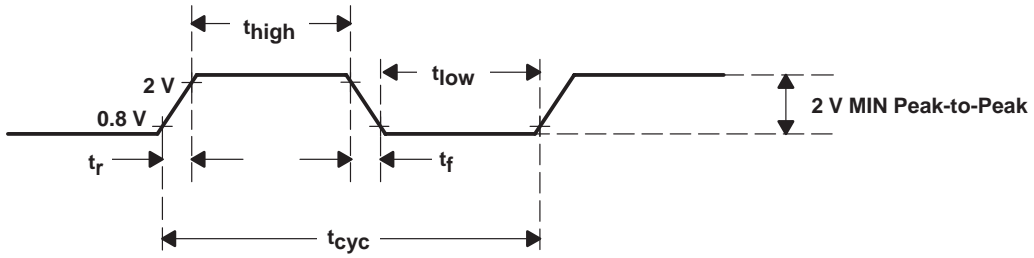 thigh
tlow
2 V
2 V MIN Peak-to-Peak
0.8 V
tr
tf
tcyc